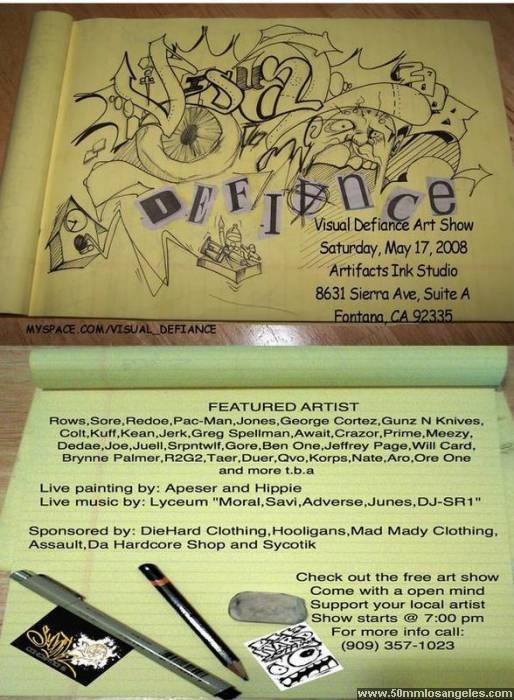 VISUAL
DEFIANCE
Visual Defiance Art Show
Saturday, May 17, 2008
Artifacts Ink Studio
8631 Sierra Ave, Suite A
Fontana, CA 92335
MYSPACE.COM/VISUAL_DEFIANCE
FEATURED ARTIST
Rows,Sore,Redoe,Pac-Man,Jones,George Cortez,Gunz N Knives,
Colt,Kuff,Kean,Jerk,Greg Spellman,Await,Crazor,Prime,Meezy,
Dedae,Joe,Juell,Srpntwlf,Gore,Ben One,Jeffrey Page,Will Card,
Brynne Palmer,R2G2,Taer,Duer,Qvo,Korps,Nate,Aro,Ore One
and more t.b.a
Live painting by: Apeser and Hippie
Live music by: Lyceum "Moral,Savi,Adverse,Junes,DJ-SR1"
Sponsored by: DieHard Clothing,Hooligans,Mad Mady Clothing,
Assault,Da Hardcore Shop and Sycotik
Check out the free art show
Come with a open mind
Support your local artist
Show starts @ 7:00 pm
For more info call:
(909) 357-1023
www.50mmlosangeles.com